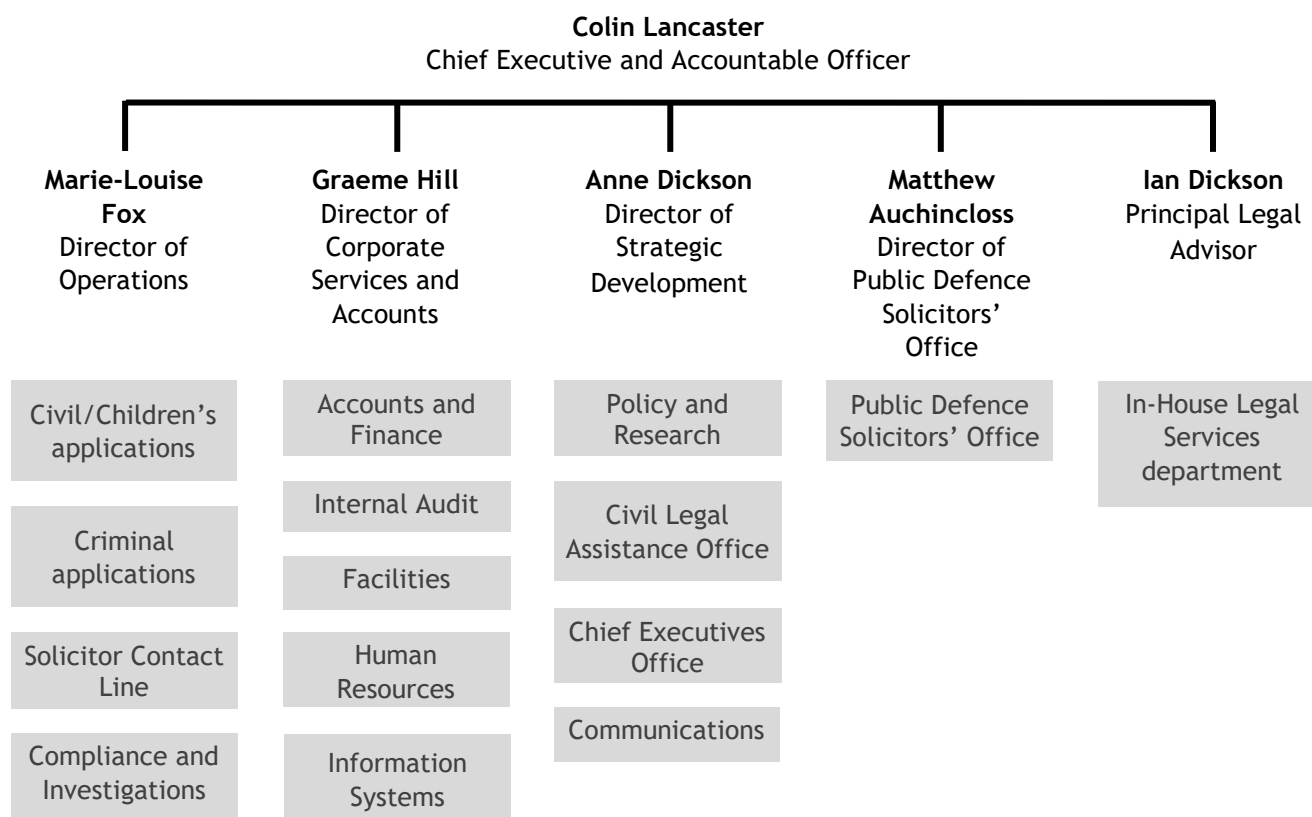 Colin Lancaster
Chief Executive and Accountable Officer
Marie-Louise
Fox
Director of
Operations
Graeme Hill
Director of
Corporate
Services and
Accounts
Anne Dickson
Director of
Strategic
Development
Matthew
Auchincloss
Director of
Public Defence
Solicitors’
Office
Ian Dickson
Principal Legal
Advisor
Civil/Children’s
applications
Criminal
applications
Solicitor Contact
Line
Compliance and
Investigations
Accounts and
Finance
Internal Audit
Facilities
Human
Resources
Information
Systems
Policy and
Research
Civil Legal
Assistance Office
Chief Executives
Office
Communications
Public Defence
Solicitors’ Office
In-House Legal
Services
department